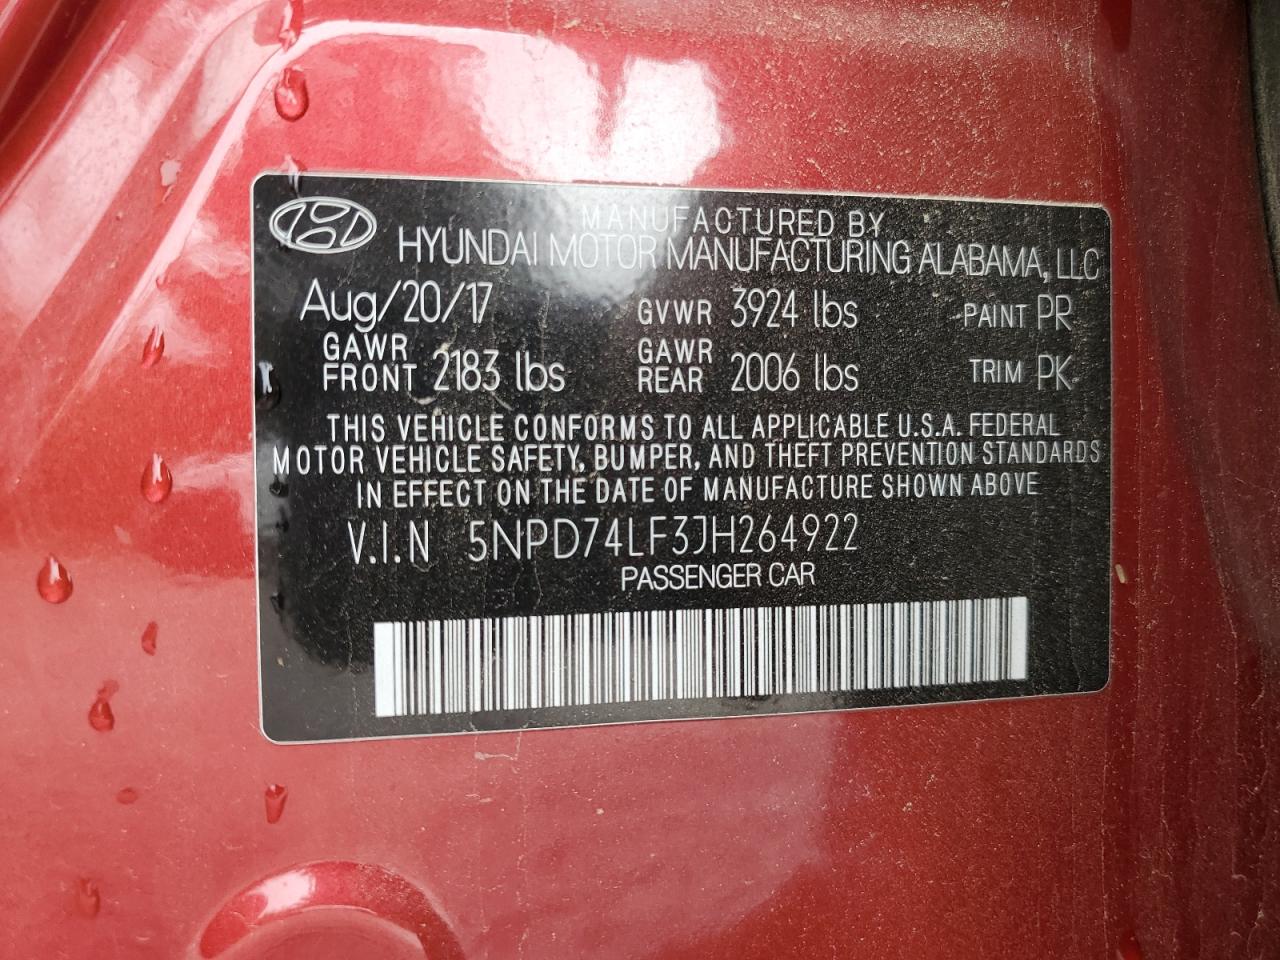 MANUFACTURED BY
HYUNDAI MOTOR MANUFACTURING ALABAMA, LLC
Aug/20/17 GVWR 3924 lbs PAINT PR
GAWR FRONT 2183 lbs GAWR REAR 2006 lbs TRIM PK
THIS VEHICLE CONFORMS TO ALL APPLICABLE U.S.A. FEDERAL
MOTOR VEHICLE SAFETY, BUMPER, AND THEFT PREVENTION STANDARDS
IN EFFECT ON THE DATE OF MANUFACTURE SHOWN ABOVE
V.I.N 5NPD74LF3JH264922
PASSENGER CAR